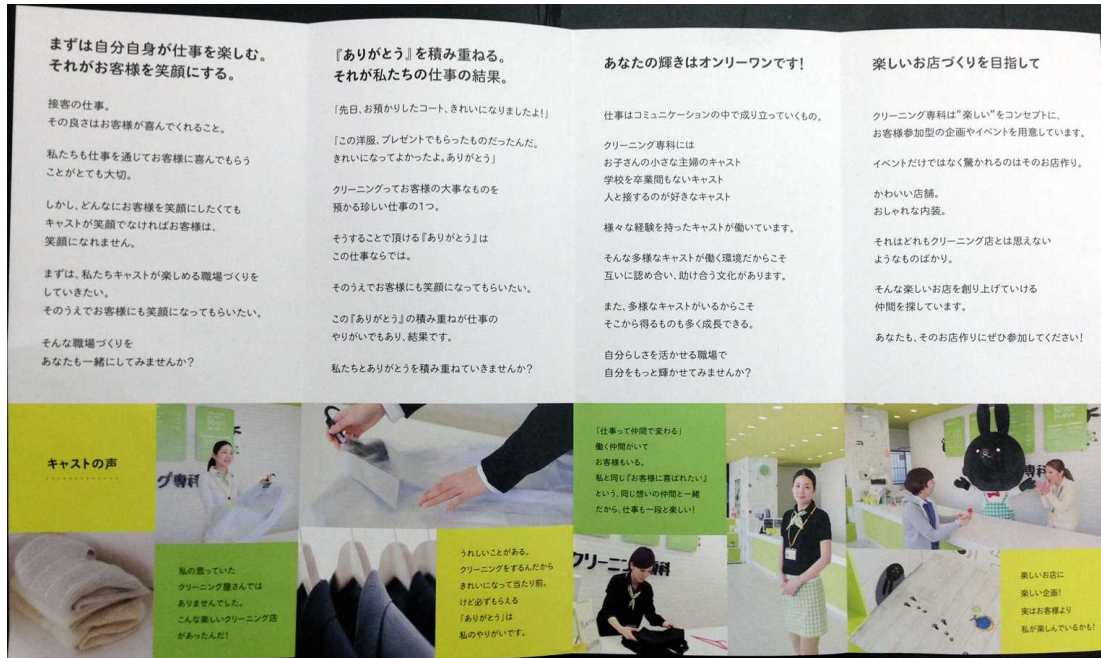 まずは自分自身が仕事を楽しむ。
それがお客様を笑顔にする。
接客の仕事。
その良さはお客様が喜んでくれること。
私たちも仕事を通じてお客様に喜んでもらう
ことがとても大切。
しかし、どんなにお客様を笑顔にしたくても
キャストが笑顔でなければお客様は、
笑顔になれません。
まずは、私たちキャストが楽しめる職場づくりを
していきたい。
そのうえでお客様にも笑顔になってもらいたい。
そんな職場づくりを
あなたも一緒にしてみませんか?
『ありがとう』を積み重ねる。
それが私たちの仕事の結果。
「先日、お預かりしたコート、きれいになりましたよ!」
「この洋服、プレゼントでもらったものだったんだ。
きれいになってよかったよ。ありがとう」
クリーニングってお客様の大事なものを
預かる珍しい仕事の1つ。
そうすることで頂ける『ありがとう』は
この仕事ならでは。
そのうえでお客様にも笑顔になってもらいたい。
この『ありがとう』の積み重ねが仕事の
やりがいでもあり、結果です。
私たちとありがとうを積み重ねていきませんか?
あなたの輝きはオンリーワンです!
仕事はコミュニケーションの中で成り立っていくもの。
クリーニング専科には
お子さんの小さな主婦のキャスト
学校を卒業間もないキャスト
人と接するのが好きなキャスト
様々な経験を持ったキャストが働いています。
そんな多様なキャストが働く環境だからこそ
互いに認め合い、助け合う文化があります。
また、多様なキャストがいるからこそ
そこから得るものも多く成長できる。
自分らしさを活かせる職場で
自分をもっと輝かせてみませんか?
楽しいお店づくりを目指して
クリーニング専科は“楽しい”をコンセプトに、
お客様参加型の企画やイベントを用意しています。
イベントだけではなく驚かれるのはそのお店作り。
かわいい店舗。
おしゃれな内装。
それはどれもクリーニング店とは思えない
ようなものばかり。
そんな楽しいお店を創り上げていける
仲間を探しています。
あなたも、そのお店作りにぜひ参加してください!
キャストの声
グ専科
私の思っていた
クリーニング屋さんでは
ありませんでした。
こんな楽しいクリーニング店
があったんだ!
うれしいことがある。
クリーニングをするんだから
きれいになって当たり前。
けど必ずもらえる
「ありがとう」は
私のやりがいです。
「仕事って仲間で変わる」
働く仲間がいて
お客様もいる。
私と同じ『お客様に喜ばれたい』
という、同じ想いの仲間と一緒
だから、仕事も一段と楽しい!
クリーニング
科
楽しいお店に
楽しい企画!
実はお客様より
私が楽しんでいるかも!